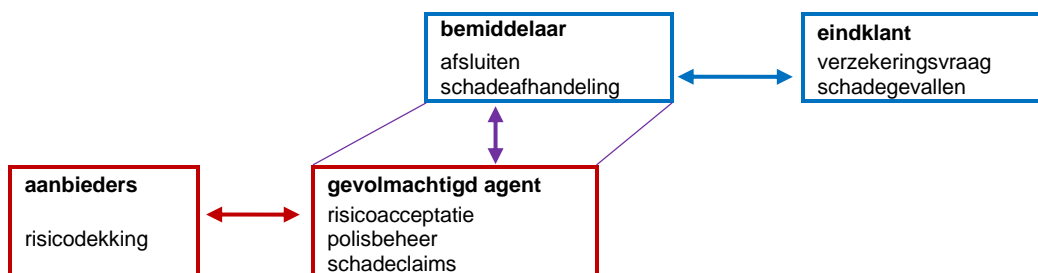 bemiddelaar
afsluiten
schadeafhandeling
eindklant
verzekeringsvraag
schadegevallen
aanbieders
risicodekking
gevolmachtigd agent
risicoacceptatie
polisbeheer
schadeclaims